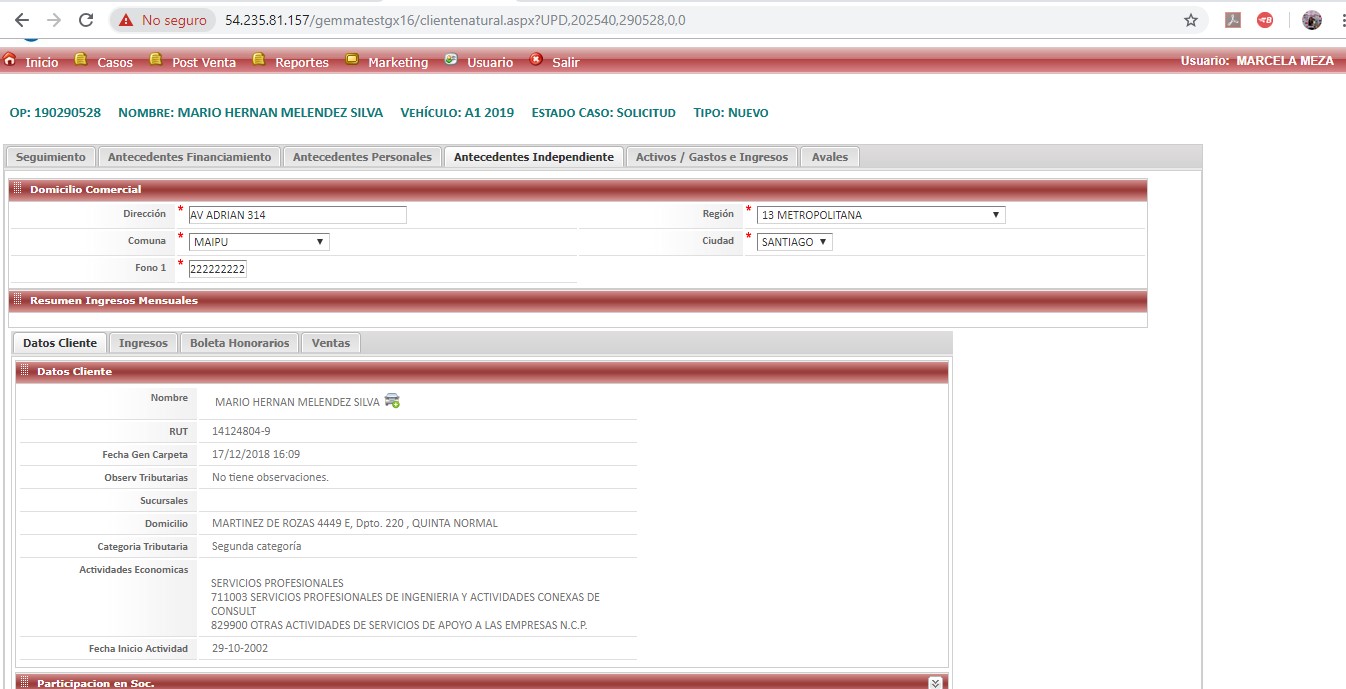 No seguro 54.235.81.157/gemmatestgx16/clientenatural.aspx?UPD,202540,290528,0,0
Inicio Casos Post Venta Reportes Marketing Usuario Salir Usuario: MARCELA MEZA
OP: 190290528 NOMBRE: MARIO HERNAN MELENDEZ SILVA VEHÍCULO: A1 2019 ESTADO CASO: SOLICITUD TIPO: NUEVO
Seguimiento Antecedentes Financiamiento Antecedentes Personales Antecedentes Independiente Activos / Gastos e Ingresos Avales
Domicilio Comercial
Dirección * AV ADRIAN 314 Región * 13 METROPOLITANA
Comuna * MAIPU Ciudad * SANTIAGO
Fono 1 * 222222222
Resumen Ingresos Mensuales
Datos Cliente Ingresos Boleta Honorarios Ventas
Datos Cliente
Nombre MARIO HERNAN MELENDEZ SILVA
RUT 14124804-9
Fecha Gen Carpeta 17/12/2018 16:09
Observ Tributarias No tiene observaciones.
Sucursales
Domicilio MARTINEZ DE ROZAS 4449 E, Dpto. 220 , QUINTA NORMAL
Categoria Tributaria Segunda categoría
Actividades Economicas
SERVICIOS PROFESIONALES
711003 SERVICIOS PROFESIONALES DE INGENIERIA Y ACTIVIDADES CONEXAS DE
CONSULT
829900 OTRAS ACTIVIDADES DE SERVICIOS DE APOYO A LAS EMPRESAS N.C.P.
Fecha Inicio Actividad 29-10-2002
Participacion en Soc.